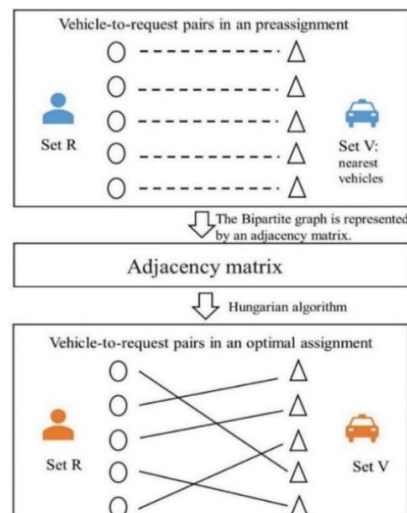 Vehicle-to-request pairs in an preassignment
Set R
Set V:
nearest
vehicles
The Bipartite graph is represented
by an adjacency matrix.
Adjacency matrix
Hungarian algorithm
Vehicle-to-request pairs in an optimal assignment
Set R
Set V